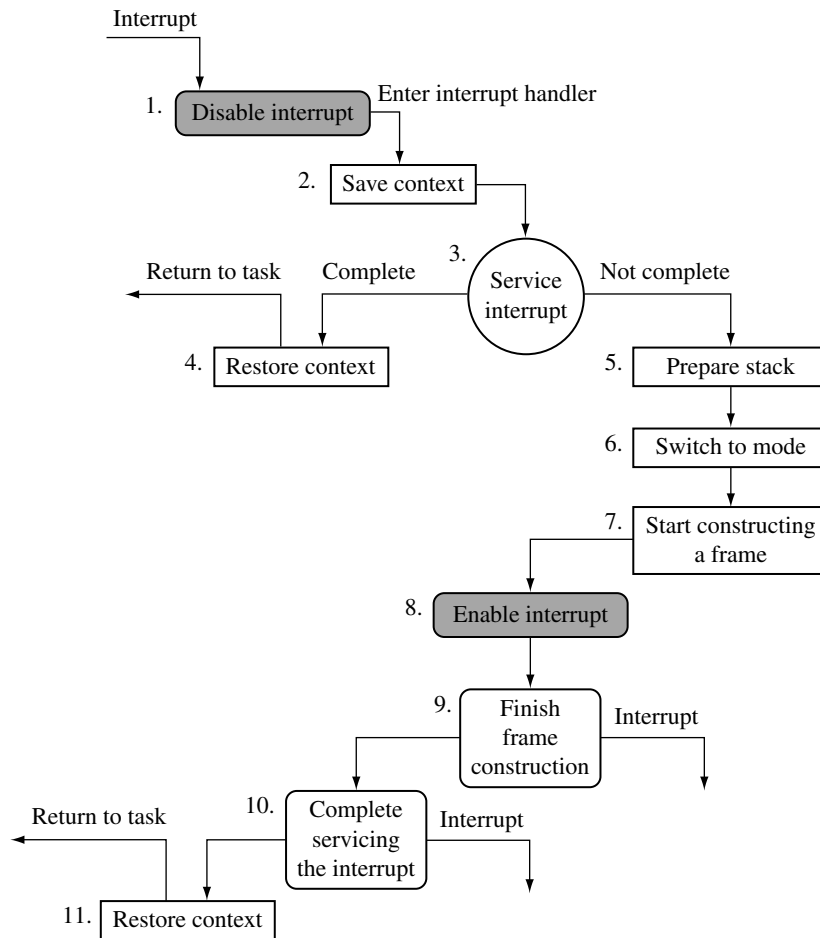 Interrupt
1.
Disable interrupt
Enter interrupt handler
2.
Save context
3.
Service
interrupt
Return to task
Complete
Not complete
4.
Restore context
5.
Prepare stack
6.
Switch to mode
7.
Start constructing
a frame
8.
Enable interrupt
9.
Finish
frame
construction
Interrupt
10.
Complete
servicing
the interrupt
Return to task
Interrupt
11.
Restore context